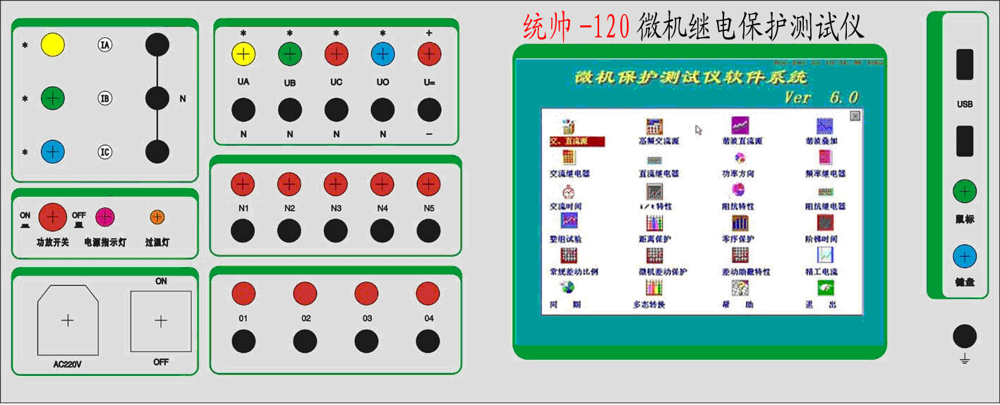 统帅-120微机继电保护测试仪
* IA
* IB N
* IC
* * * * +
UA UB UC UO U=
N N N N −
N1 N2 N3 N4 N5
ON OFF
功放开关 电源指示灯 过温灯
ON
AC220V OFF
01 02 03 04
微机保护测试仪软件系统
Ver 6.0
交、直流源 高频交流源 谐波直流源 谐波叠加
交流继电器 直流继电器 功率方向 频率继电器
交流时间 i/t特性 阻抗特性 阻抗继电器
整组试验 距离保护 零序保护 阶梯时间
常规差动比例 微机差动保护 差动助磁特性 精工电流
同 期 多态转换 帮 助 退 出
USB
鼠标
键盘